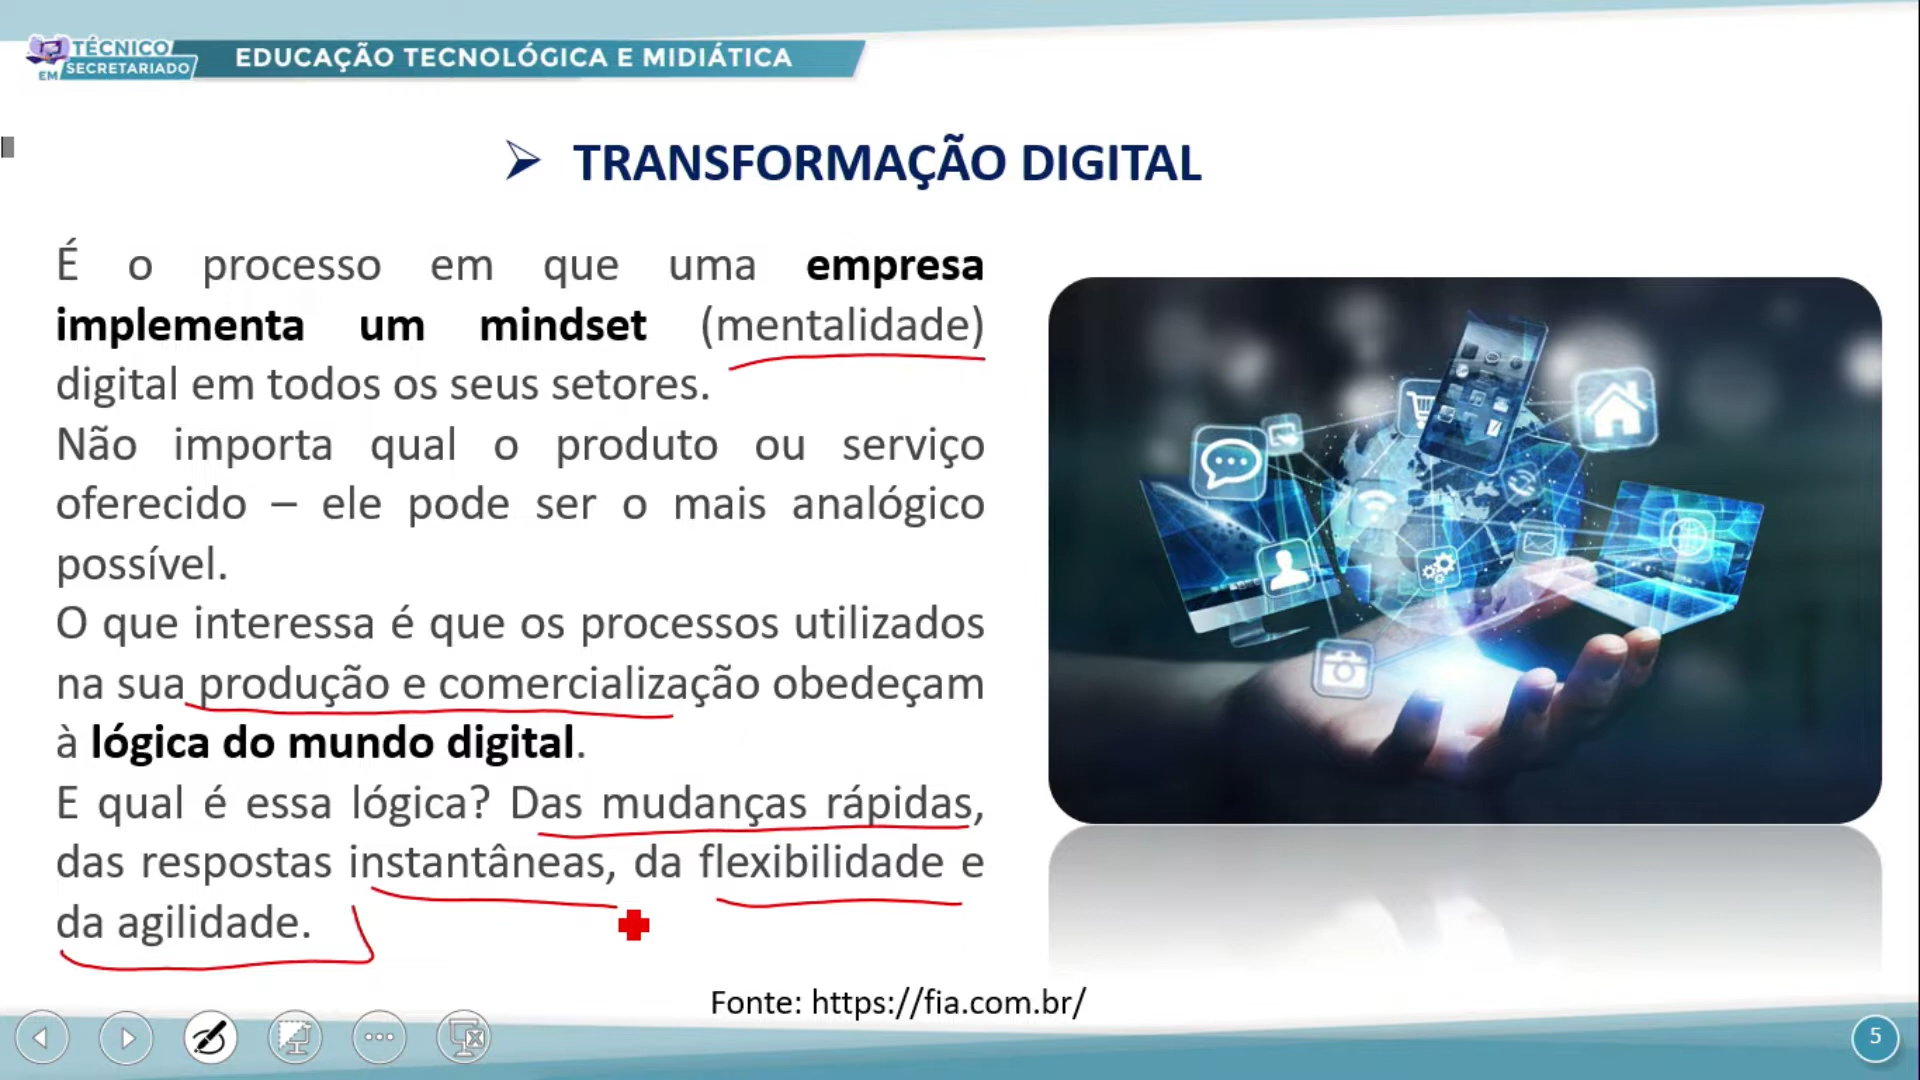 TÉCNICO
EM SECRETARIADO
EDUCAÇÃO TECNOLÓGICA E MIDIÁTICA
TRANSFORMAÇÃO DIGITAL
É o processo em que uma empresa
implementa um mindset (mentalidade)
digital em todos os seus setores.
Não importa qual o produto ou serviço
oferecido – ele pode ser o mais analógico
possível.
O que interessa é que os processos utilizados
na sua produção e comercialização obedeçam
à lógica do mundo digital.
E qual é essa lógica? Das mudanças rápidas,
das respostas instantâneas, da flexibilidade e
da agilidade.
Fonte: https://fia.com.br/
5